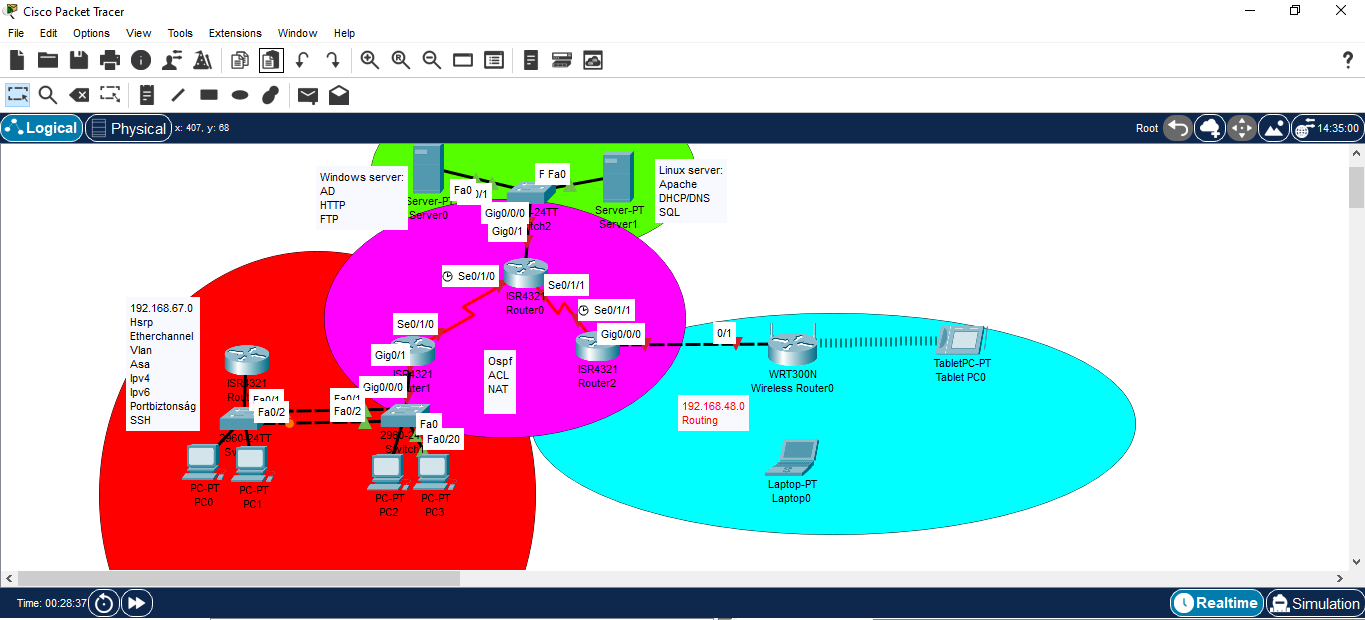 Cisco Packet Tracer
File Edit Options View Tools Extensions Window Help
Logical Physical x: 407, y: 68 Root 14:35:00
Windows server:
AD
HTTP
FTP
Linux server:
Apache
DHCP/DNS
SQL
Server-PT
Server0
Fa0
0/1
F Fa0
-24TT
tch2
Server-PT
Server1
Gig0/0/0
Gig0/1
Se0/1/0
Se0/1/1
ISR4321
Router0
Se0/1/1
Se0/1/0
Gig0/1
ISR4321
uter1
Gig0/0/0
Gig0/0/0
ISR4321
Router2
0/1
WRT300N
Wireless Router0
TabletPC-PT
Tablet PC0
192.168.48.0
Routing
Laptop-PT
Laptop0
Ospf
ACL
NAT
192.168.67.0
Hsrp
Etherchannel
Vlan
Asa
Ipv4
Ipv6
Portbiztonság
SSH
ISR4321
Fa0/1
Fa0/2
Fa0/1
Fa0/2
2960-24TT
2960-24
Switch1
Fa0
Fa0/20
PC-PT
PC0
PC-PT
PC1
PC-PT
PC2
PC-PT
PC3
Time: 00:28:37 Realtime Simulation